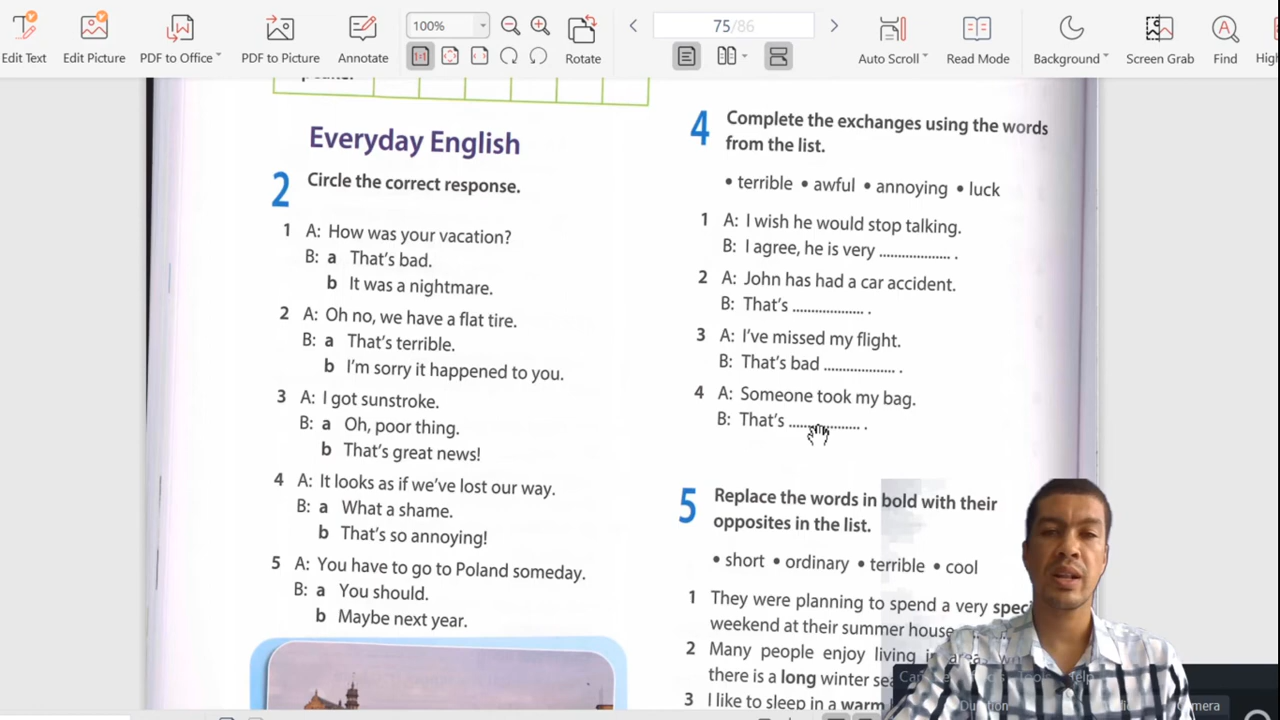 Edit Text
Edit Picture
PDF to Office
PDF to Picture
Annotate
100%
Rotate
75/86
Auto Scroll
Read Mode
Background
Screen Grab
Find
Everyday English
2 Circle the correct response.
1 A: How was your vacation?
B: a That's bad.
b It was a nightmare.
2 A: Oh no, we have a flat tire.
B: a That's terrible.
b I'm sorry it happened to you.
3 A: I got sunstroke.
B: a Oh, poor thing.
b That's great news!
4 A: It looks as if we've lost our way.
B: a What a shame.
b That's so annoying!
5 A: You have to go to Poland someday.
B: a You should.
b Maybe next year.
4 Complete the exchanges using the words
from the list.
• terrible • awful • annoying • luck
1 A: I wish he would stop talking.
B: I agree, he is very ................... .
2 A: John has had a car accident.
B: That's ................... .
3 A: I've missed my flight.
B: That's bad ................... .
4 A: Someone took my bag.
B: That's ................... .
5 Replace the words in bold with their
opposites in the list.
• short • ordinary • terrible • cool
1 They were planning to spend a very
weekend at their summer house
2 Many people enjoy living in
there is a long winter
3 I like to sleep in a warm
Tools Help
Duration
Camera